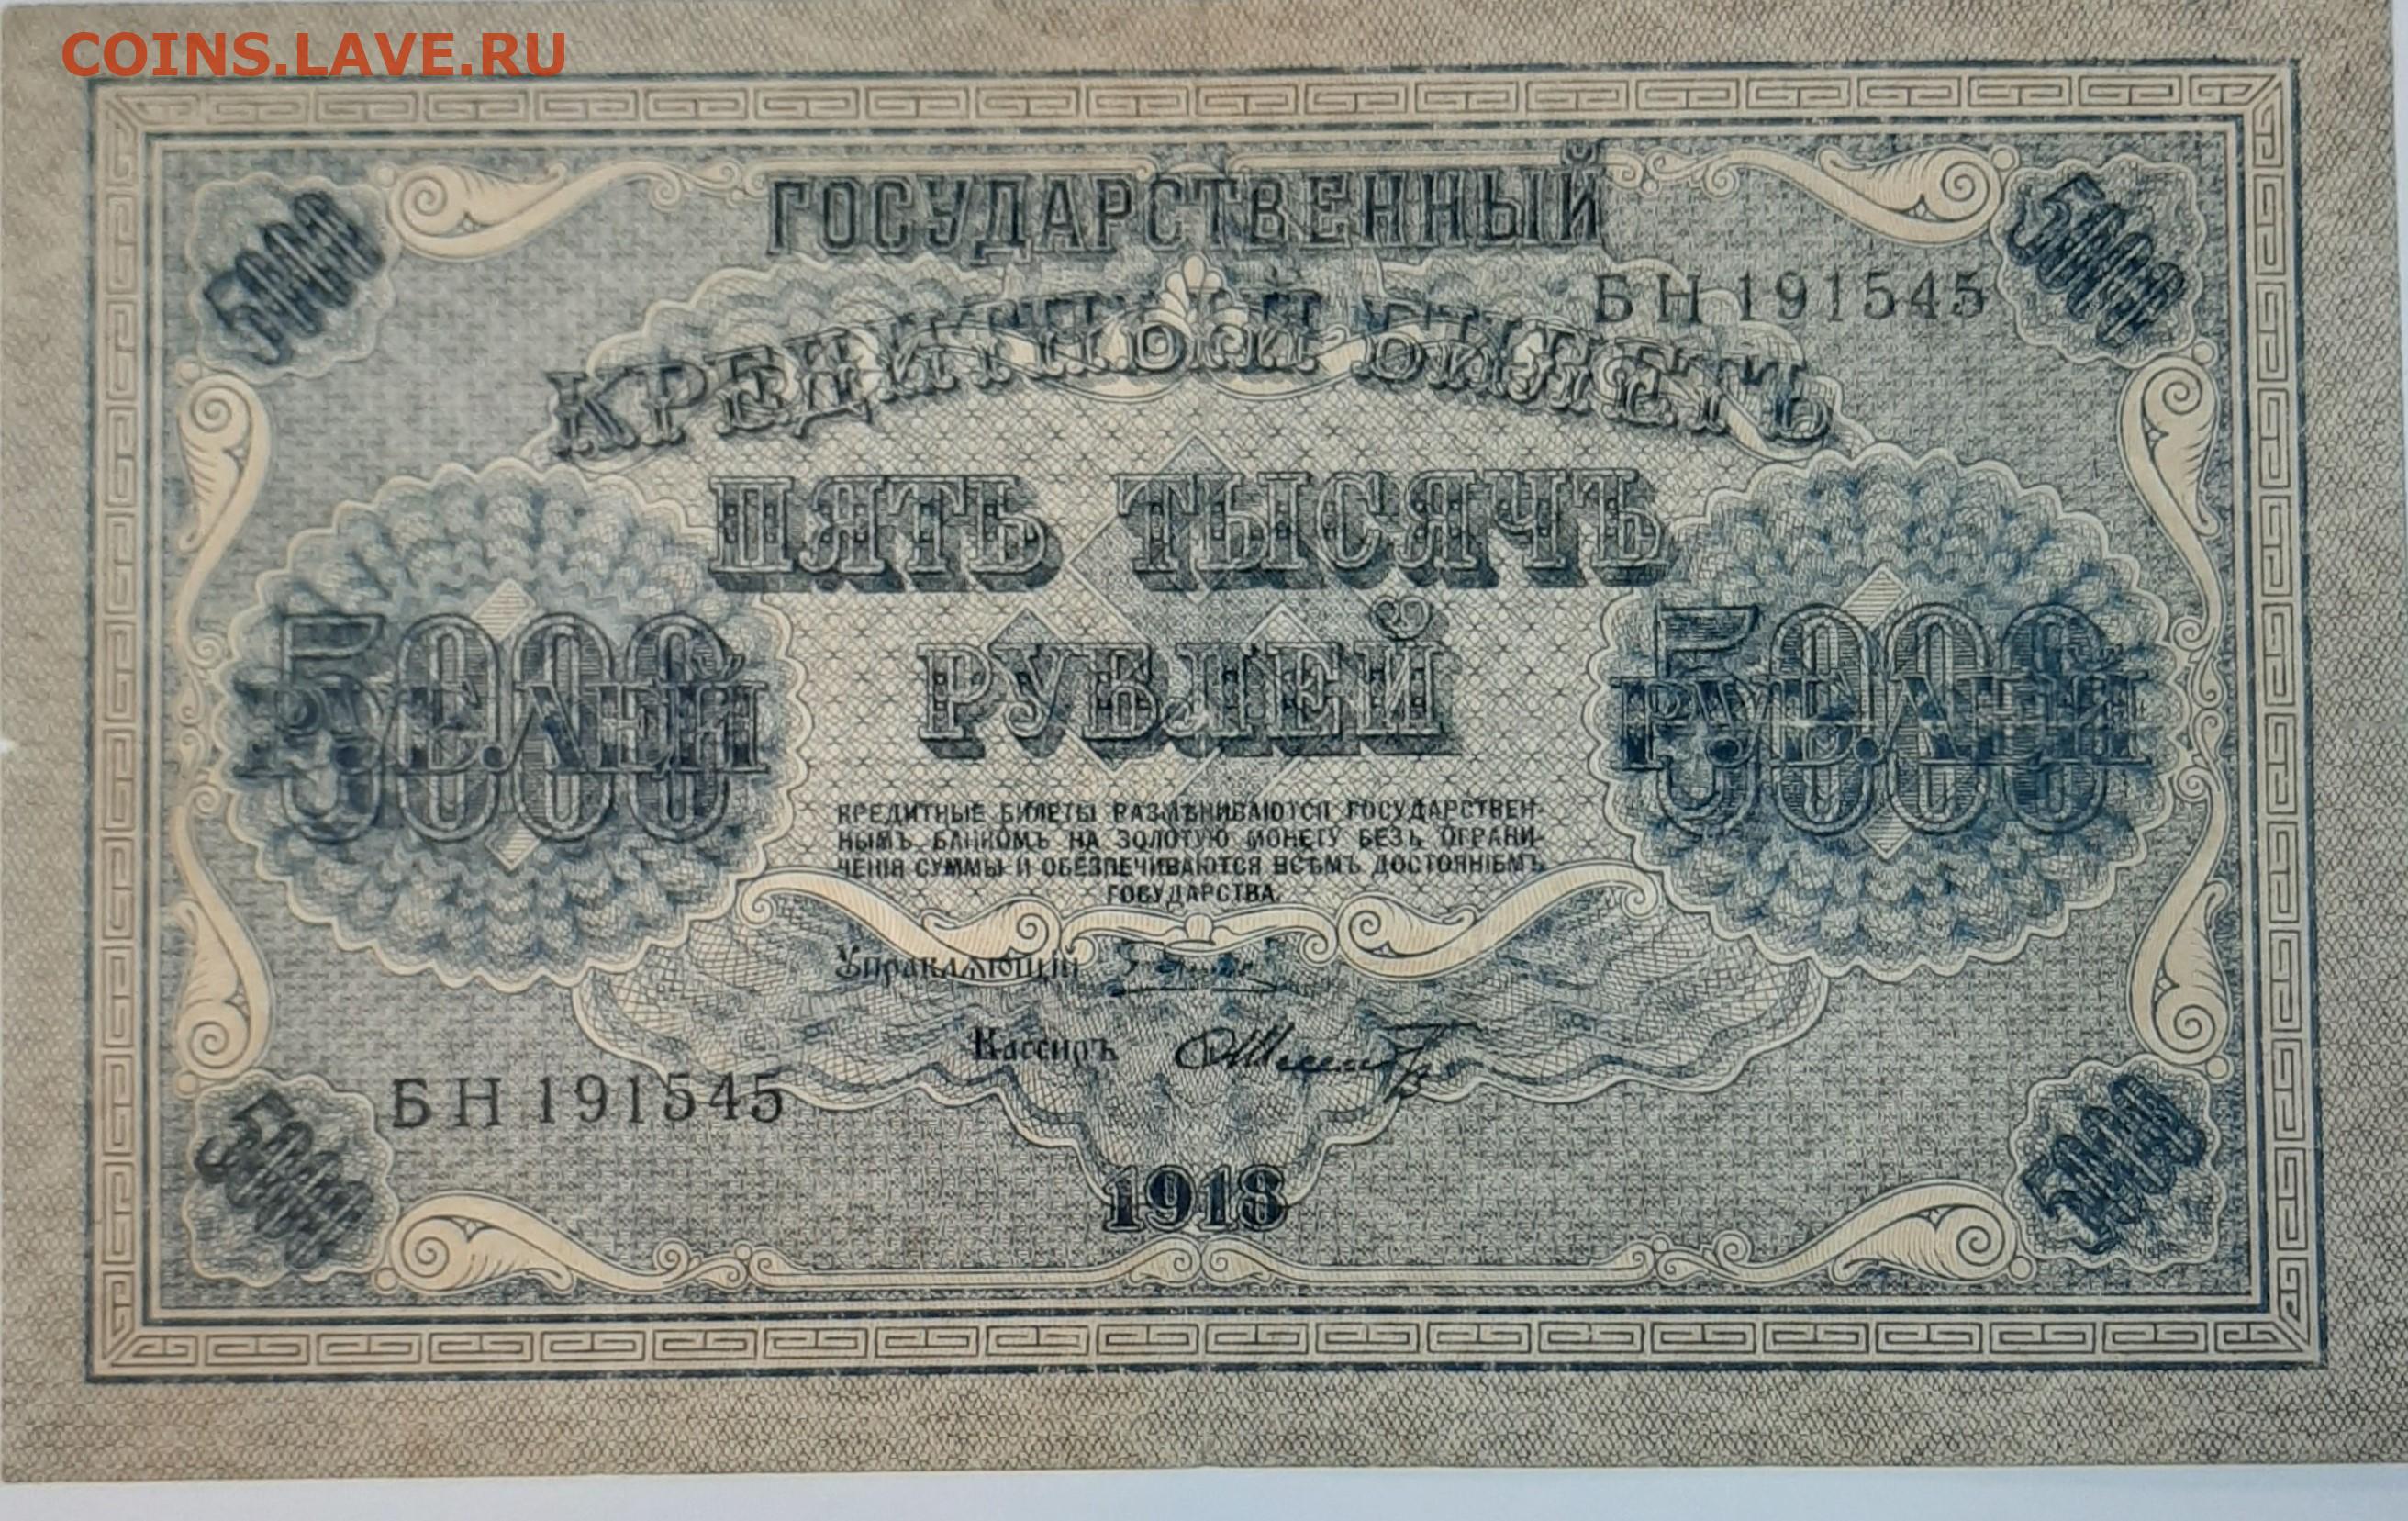 COINS.LAVE.RU
5000
ГОСУДАРСТВЕННЫЙ
5000
БН 191545
КРЕДИТНЫЙ БИЛЕТЪ
ПЯТЬ ТЫСЯЧЪ
РУБЛЕЙ
5000
РУБЛЕЙ
5000
РУБЛЕЙ
КРЕДИТНЫЕ БИЛЕТЫ РАЗМѢНИВАЮТСЯ ГОСУДАРСТВЕН-
НЫМЪ БАНКОМЪ НА ЗОЛОТУЮ МОНЕТУ БЕЗЪ ОГРАНИ-
ЧЕНІЯ СУММЫ И ОБЕЗПЕЧИВАЮТСЯ ВСѢМЪ ДОСТОЯНІЕМЪ
ГОСУДАРСТВА.
Управляющій
Кассиръ
БН 191545
5000
1918
5000